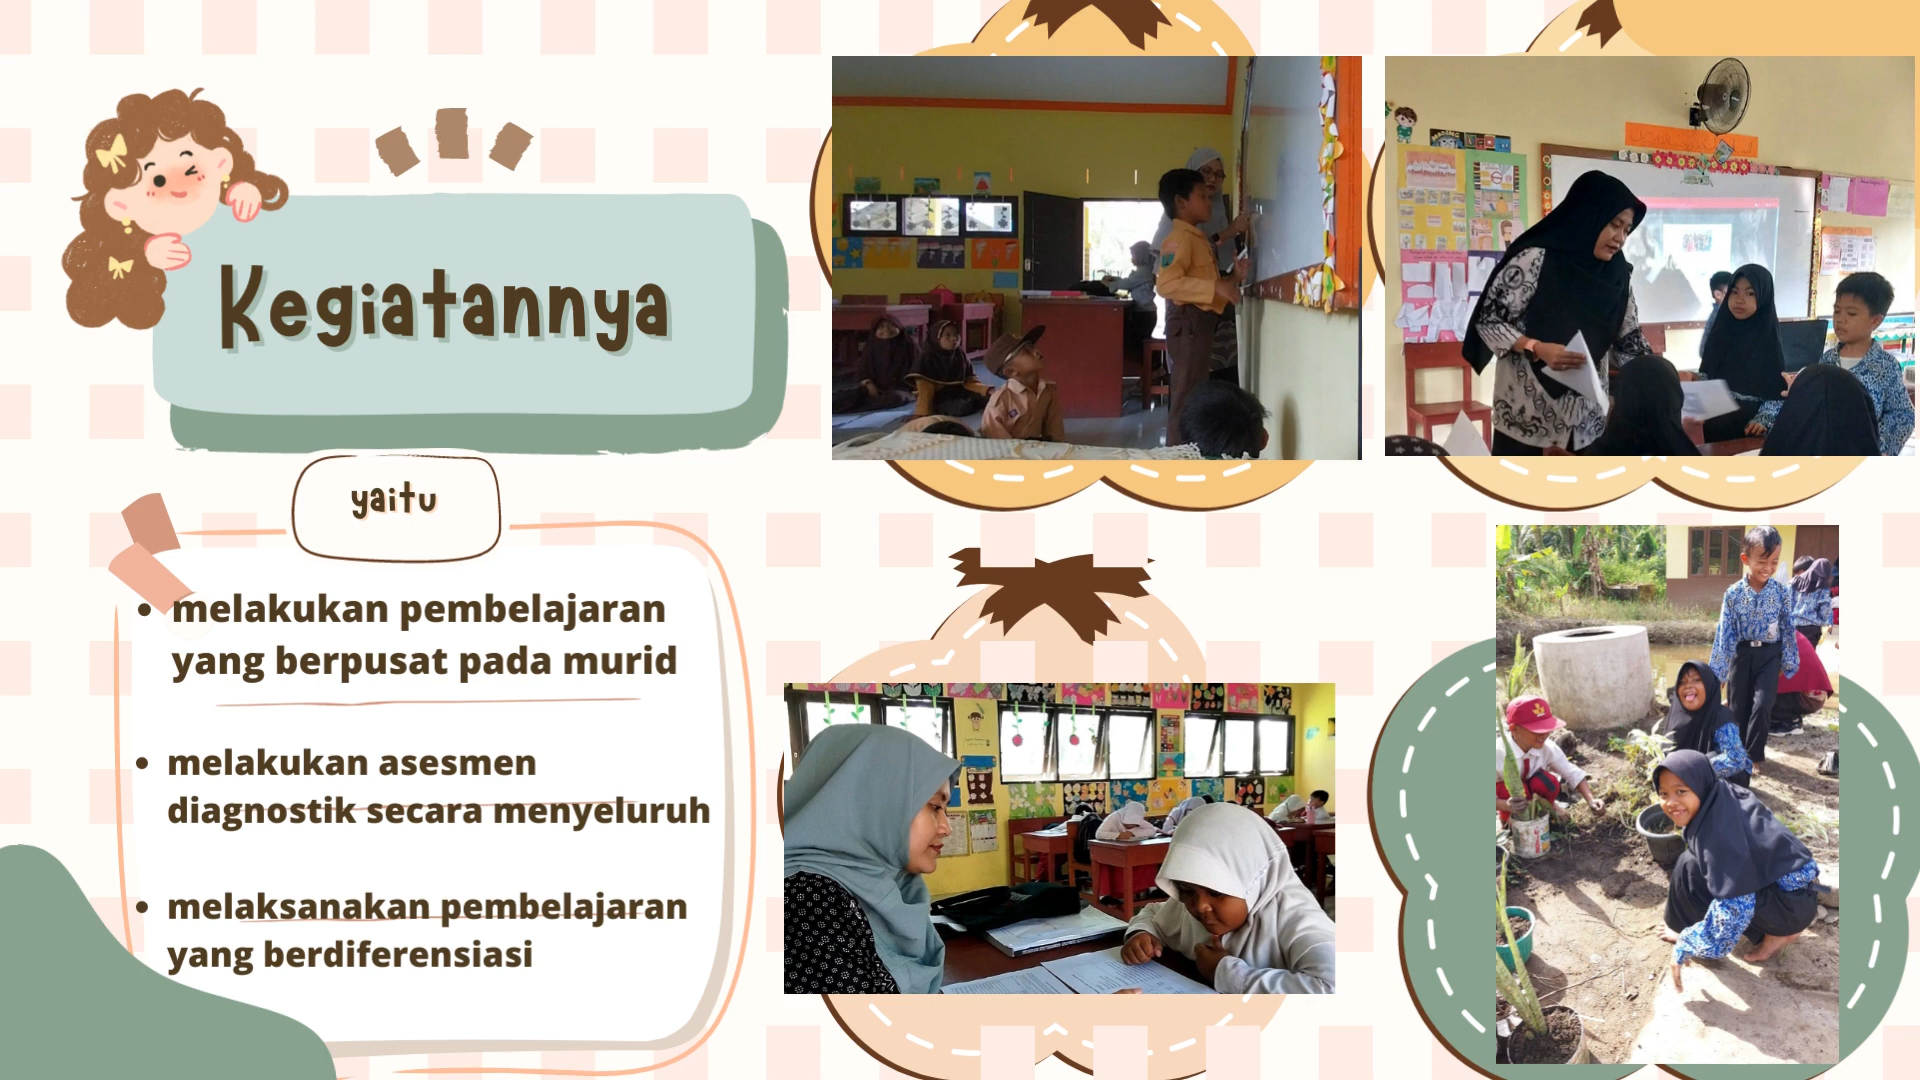 Kegiatannya
yaitu
• melakukan pembelajaran
yang berpusat pada murid
• melakukan asesmen
diagnostik secara menyeluruh
• melaksanakan pembelajaran
yang berdiferensiasi